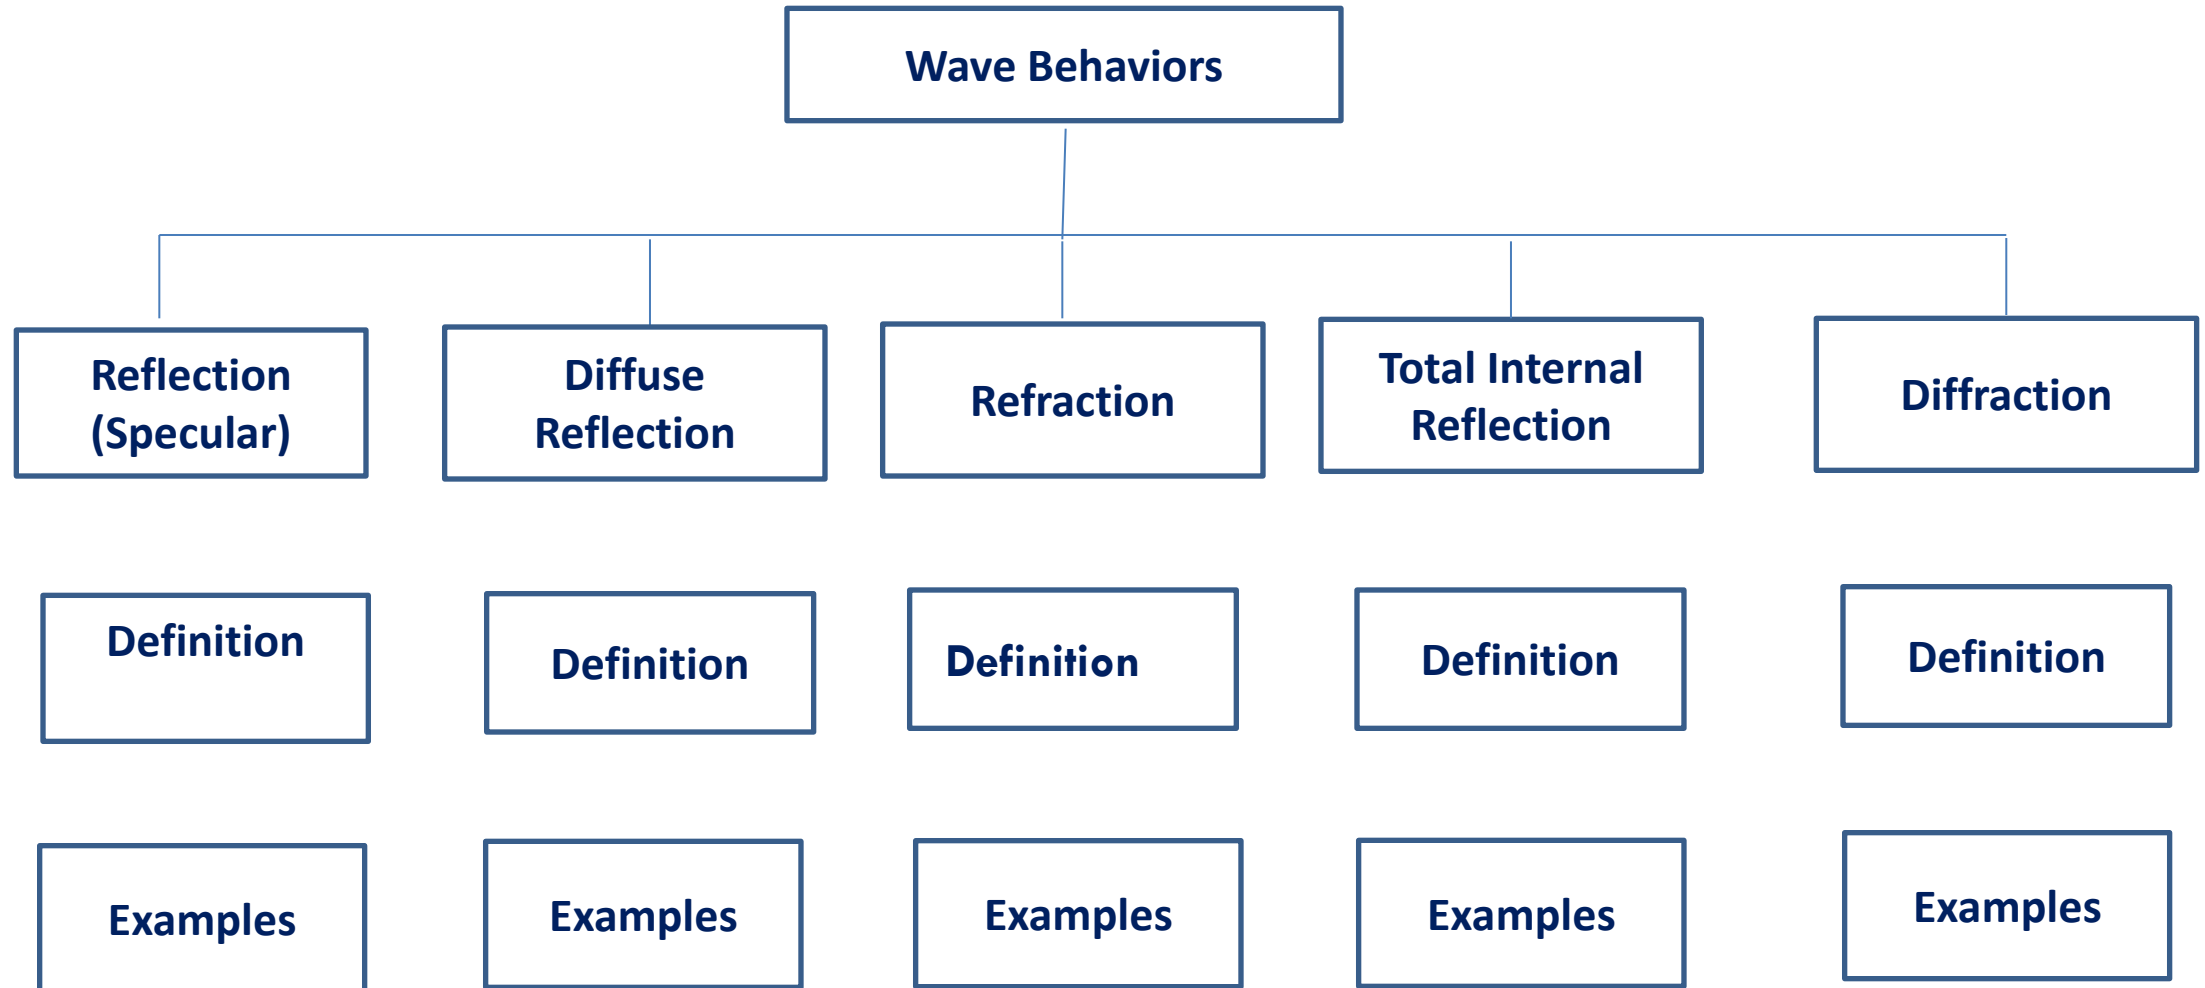 Wave Behaviors
Reflection
(Specular)
Diffuse
Reflection
Refraction
Total Internal
Reflection
Diffraction
Definition
Definition
Definition
Definition
Definition
Examples
Examples
Examples
Examples
Examples